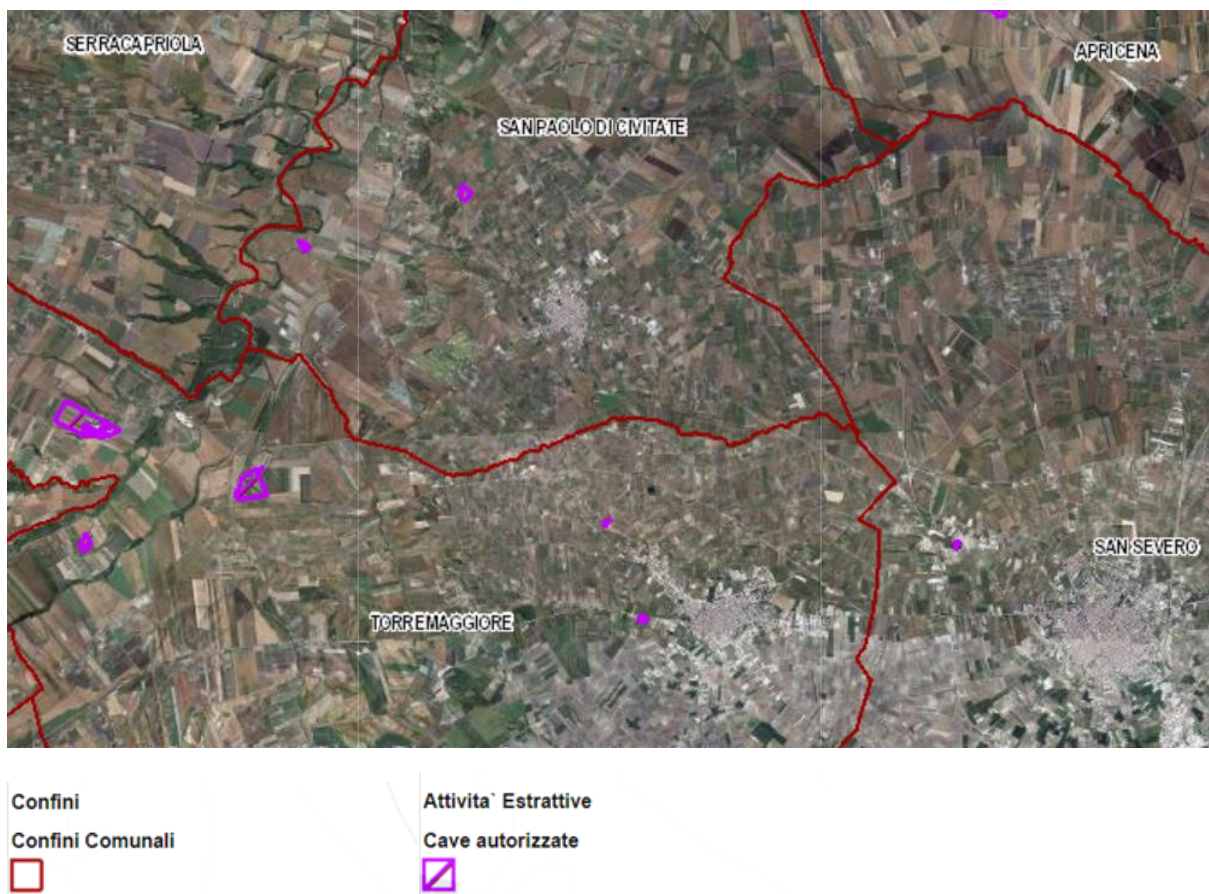 SERRACAPRIOLA
APRICENA
SAN PAOLO DI CIVITATE
SAN SEVERO
TORREMAGGIORE
Confini
Attivita` Estrattive
Confini Comunali
Cave autorizzate